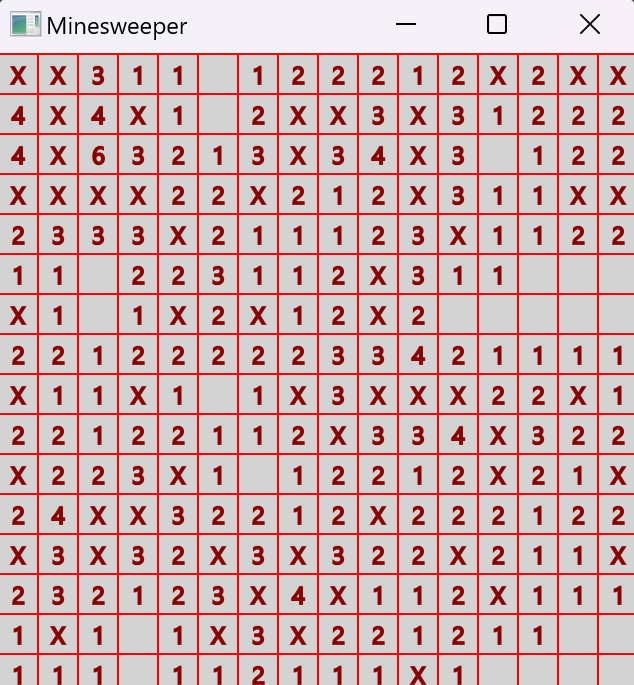 Minesweeper
X X 3 1 1 1 2 2 2 1 2 X 2 X X
4 X 4 X 1 2 X X 3 X 3 1 2 2 2
4 X 6 3 2 1 3 X 3 4 X 3 1 2 2
X X X X 2 2 X 2 1 2 X 3 1 1 X X
2 3 3 3 X 2 1 1 1 2 3 X 1 1 2 2
1 1 2 2 3 1 1 2 X 3 1 1
X 1 1 X 2 X 1 2 X 2
2 2 1 2 2 2 2 2 3 3 4 2 1 1 1 1
X 1 1 X 1 1 X 3 X X X 2 2 X 1
2 2 1 2 2 1 1 2 X 3 3 4 X 3 2 2
X 2 2 3 X 1 1 2 2 1 2 X 2 1 X
2 4 X X 3 2 2 1 2 X 2 2 2 1 2 2
X 3 X 3 2 X 3 X 3 2 2 X 2 1 1 X
2 3 2 1 2 3 X 4 X 1 1 2 X 1 1 1
1 X 1 1 X 3 X 2 2 1 2 1 1
1 1 1 1 1 2 1 1 1 X 1